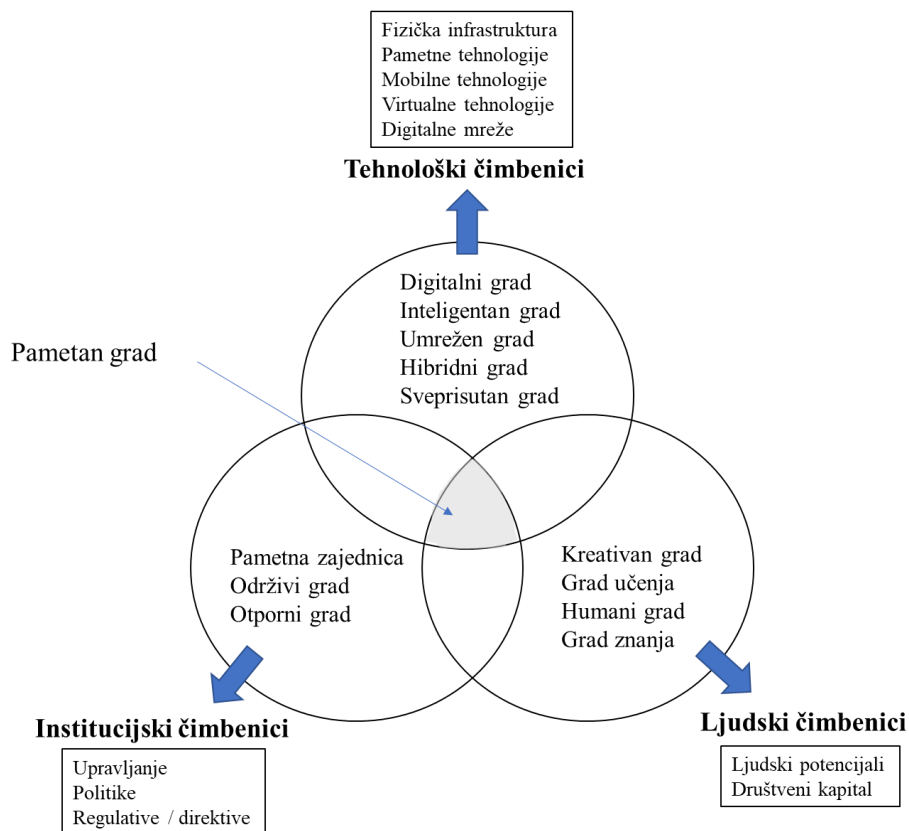 Fizička infrastruktura
Pametne tehnologije
Mobilne tehnologije
Virtualne tehnologije
Digitalne mreže
Tehnološki čimbenici
Digitalni grad
Inteligentan grad
Umrežen grad
Hibridni grad
Sveprisutan grad
Pametan grad
Pametna zajednica
Održivi grad
Otporni grad
Kreativan grad
Grad učenja
Humani grad
Grad znanja
Institucijski čimbenici
Upravljanje
Politike
Regulative / direktive
Ljudski čimbenici
Ljudski potencijali
Društveni kapital